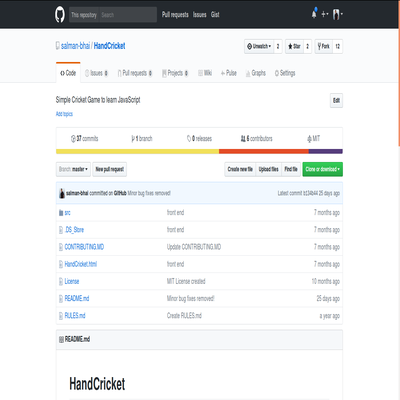 This repository Search Pull requests Issues Gist
salman-bhai / HandCricket Unwatch 2 Star 2 Fork 12
Code Issues 0 Pull requests 0 Projects 0 Wiki Pulse Graphs Settings
Simple Cricket Game to learn JavaScript Edit
Add topics
37 commits 1 branch 0 releases 6 contributors MIT
Branch: master New pull request Create new file Upload files Find file Clone or download
salman-bhai committed on GitHub Minor bug fixes! Latest commit 25 days ago
src front end 7 months ago
.DS_Store front end 7 months ago
CONTRIBUTING.MD Update CONTRIBUTING.MD 7 months ago
HandCricket.html front end 7 months ago
License MIT License created 10 months ago
README.md Minor bug fixes! 25 days ago
RULES.md Create RULES.md a year ago
README.md
HandCricket